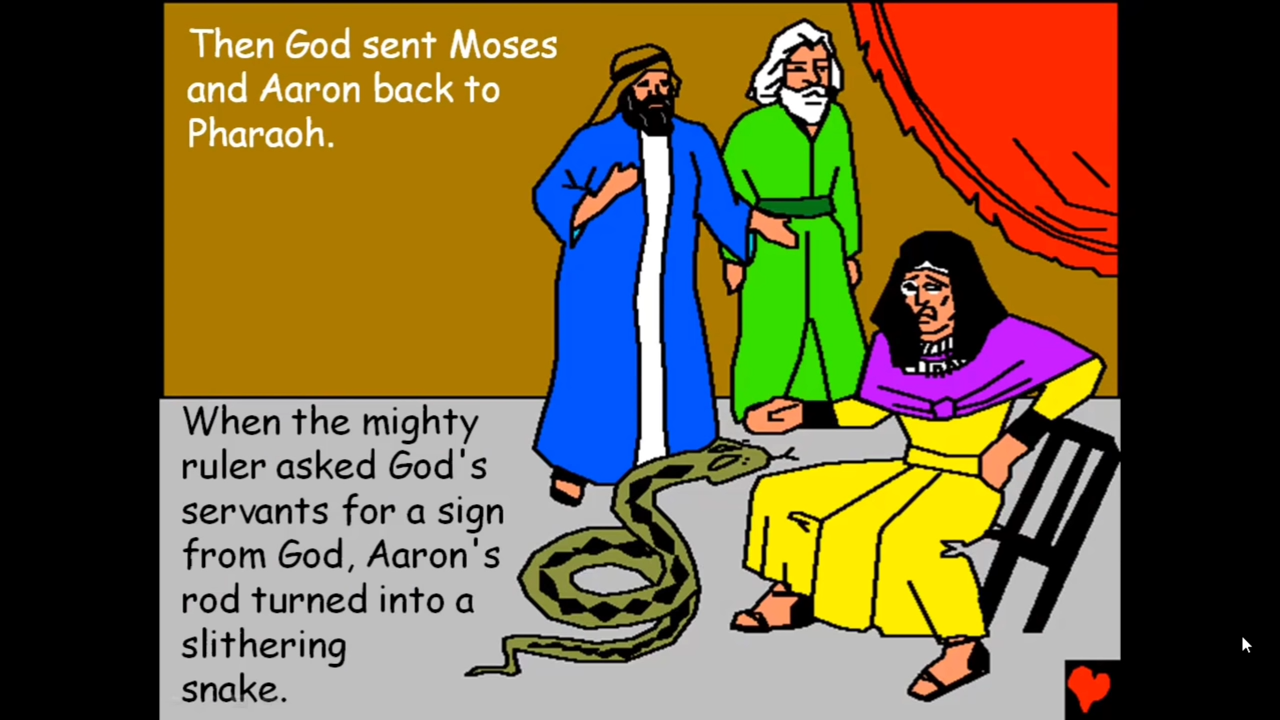 Then God sent Moses
and Aaron back to
Pharaoh.
When the mighty
ruler asked God's
servants for a sign
from God, Aaron's
rod turned into a
slithering
snake.